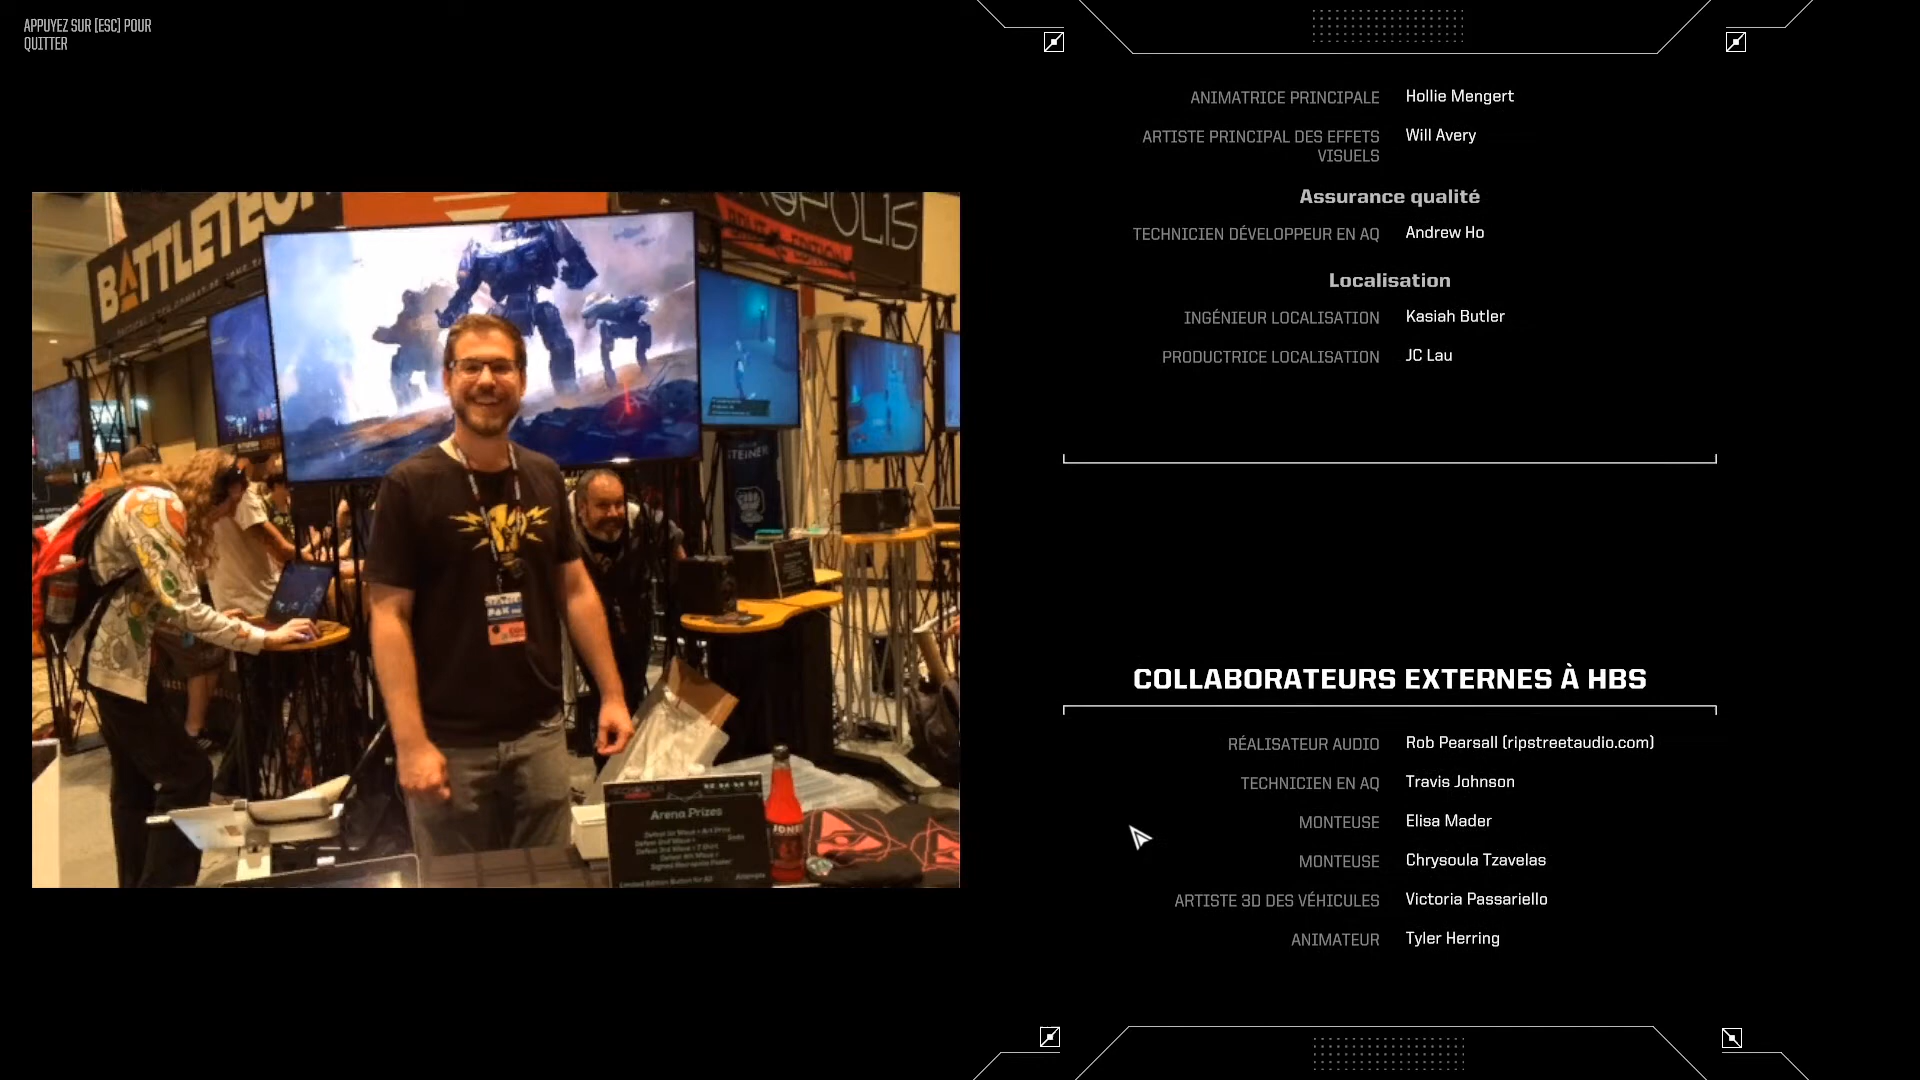 APPUYEZ SUR [ESC] POUR
QUITTER
ANIMATRICE PRINCIPALE Hollie Mengert
ARTISTE PRINCIPAL DES EFFETS
VISUELS Will Avery
Assurance qualité
TECHNICIEN DÉVELOPPEUR EN AQ Andrew Ho
Localisation
INGÉNIEUR LOCALISATION Kasiah Butler
PRODUCTRICE LOCALISATION JC Lau
COLLABORATEURS EXTERNES À HBS
RÉALISATEUR AUDIO Rob Pearsall (ripstreetaudio.com)
TECHNICIEN EN AQ Travis Johnson
MONTEUSE Elisa Mader
MONTEUSE Chrysoula Tzavelas
ARTISTE 3D DES VÉHICULES Victoria Passariello
ANIMATEUR Tyler Herring
BATTLETECH
STEINER
PAX
Arena Prizes
JONES